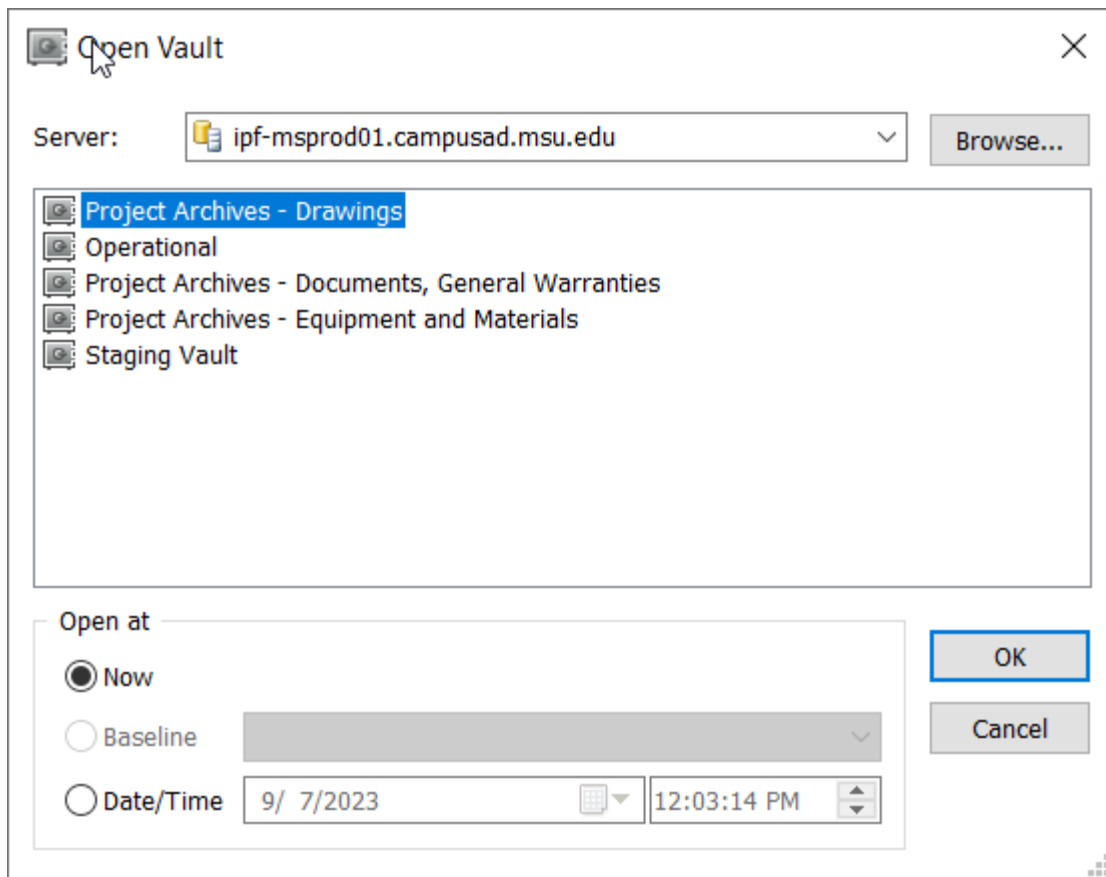 Open Vault
Server: ipf-msprod01.campusad.msu.edu Browse...
Project Archives - Drawings
Operational
Project Archives - Documents, General Warranties
Project Archives - Equipment and Materials
Staging Vault
Open at
Now
OK
Baseline
Cancel
Date/Time 9/ 7/2023 12:03:14 PM